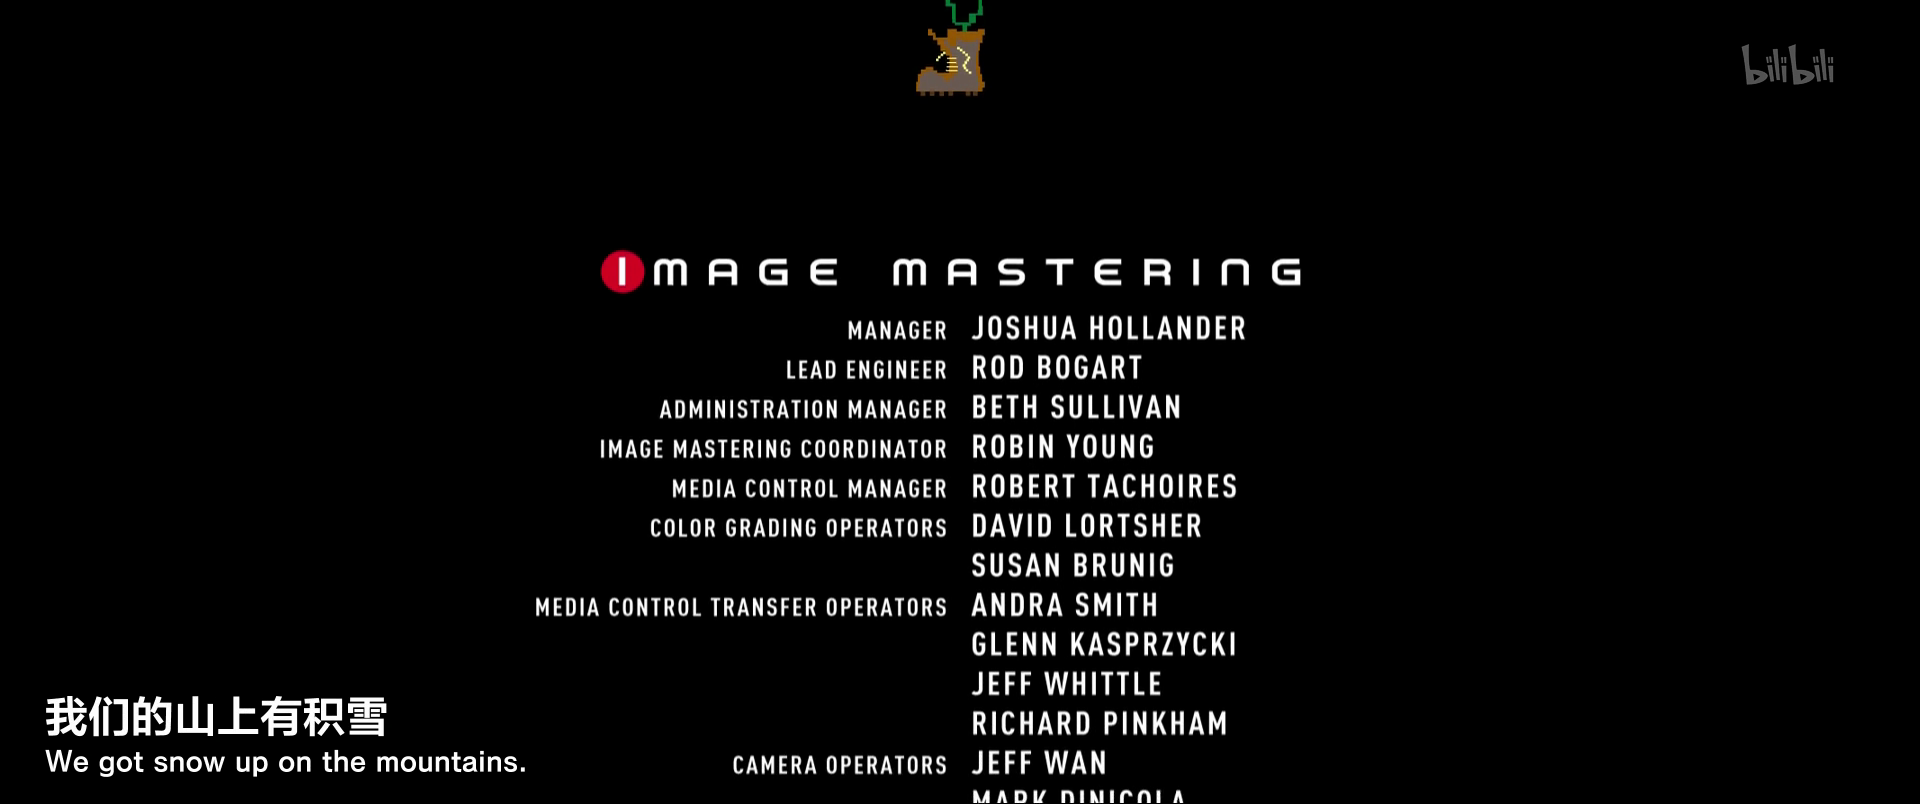 bilibili
IMAGE MASTERING
MANAGER JOSHUA HOLLANDER
LEAD ENGINEER ROD BOGART
ADMINISTRATION MANAGER BETH SULLIVAN
IMAGE MASTERING COORDINATOR ROBIN YOUNG
MEDIA CONTROL MANAGER ROBERT TACHOIRES
COLOR GRADING OPERATORS DAVID LORTSHER
SUSAN BRUNIG
MEDIA CONTROL TRANSFER OPERATORS ANDRA SMITH
GLENN KASPRZYCKI
JEFF WHITTLE
RICHARD PINKHAM
CAMERA OPERATORS JEFF WAN
MARK DINICOLA
我们的山上有积雪
We got snow up on the mountains.